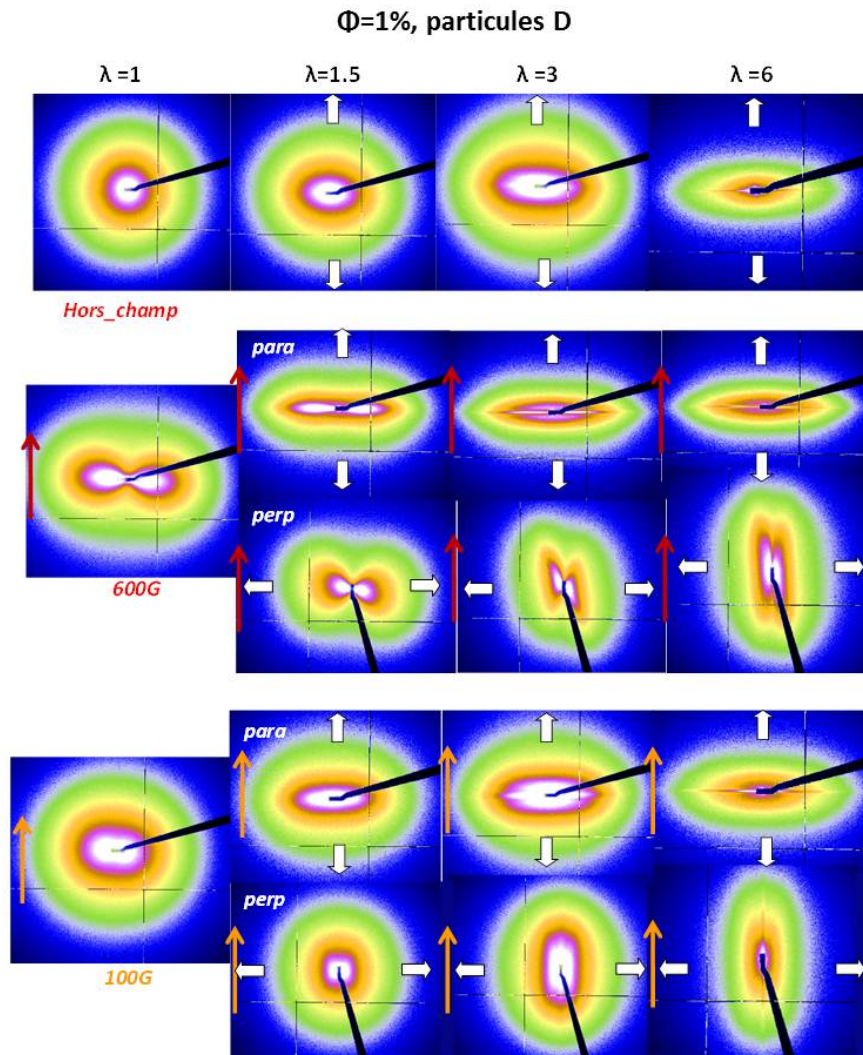 Φ=1%, particules D
λ =1 λ=1.5 λ =3 λ =6
Hors_champ
para
600G
perp
para
100G
perp